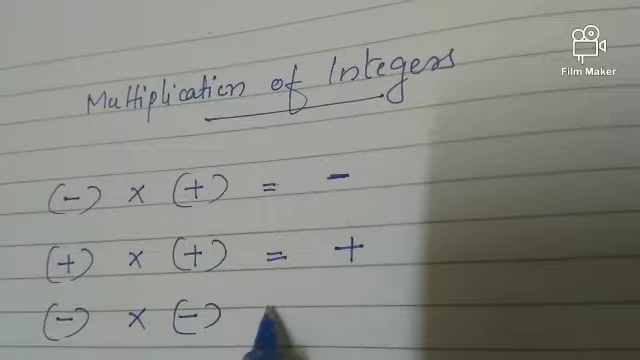 Film Maker
Multiplication of Integers
(-) × (+) = -
(+) × (+) = +
(-) × (-)